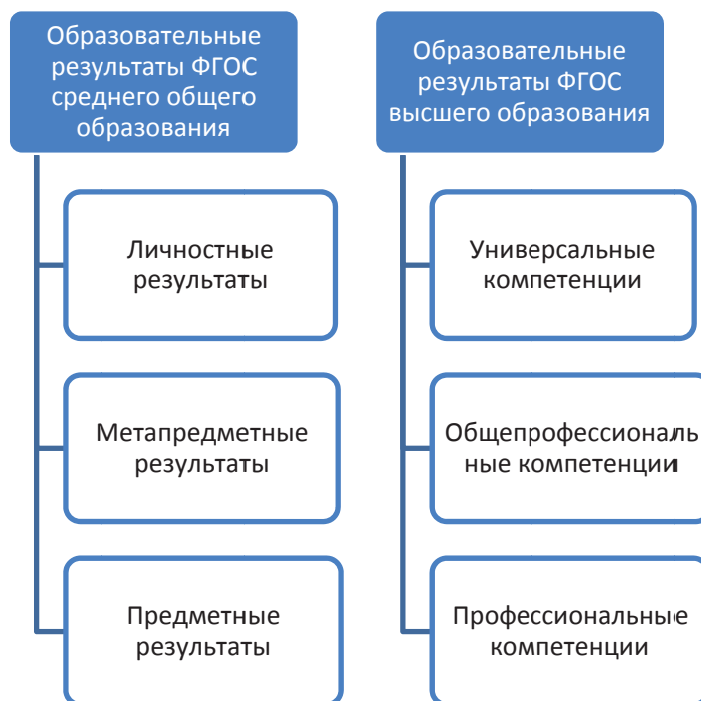 Образовательные
результаты ФГОС
среднего общего
образования
Личностные
результаты
Метапредметные
результаты
Предметные
результаты
Образовательные
результаты ФГОС
высшего образования
Универсальные
компетенции
Общепрофессиональ
ные компетенции
Профессиональные
компетенции